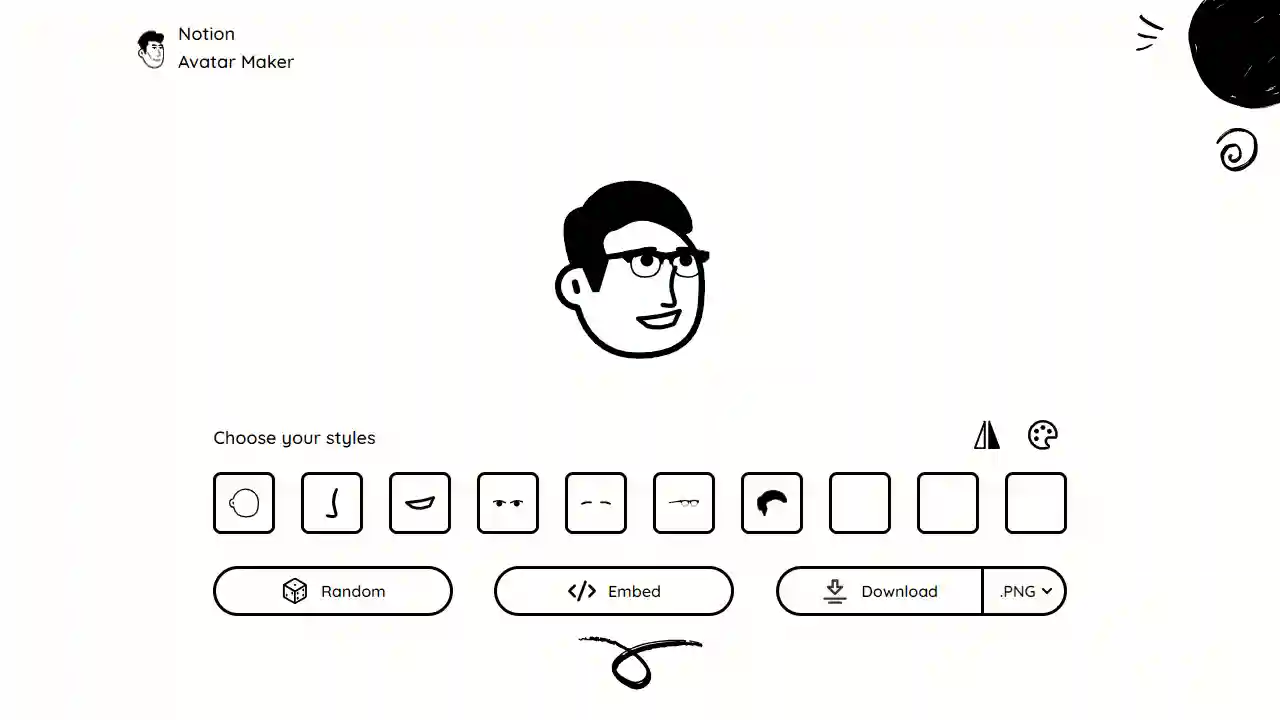 Notion
Avatar Maker
Choose your styles
Random
Embed
Download
.PNG